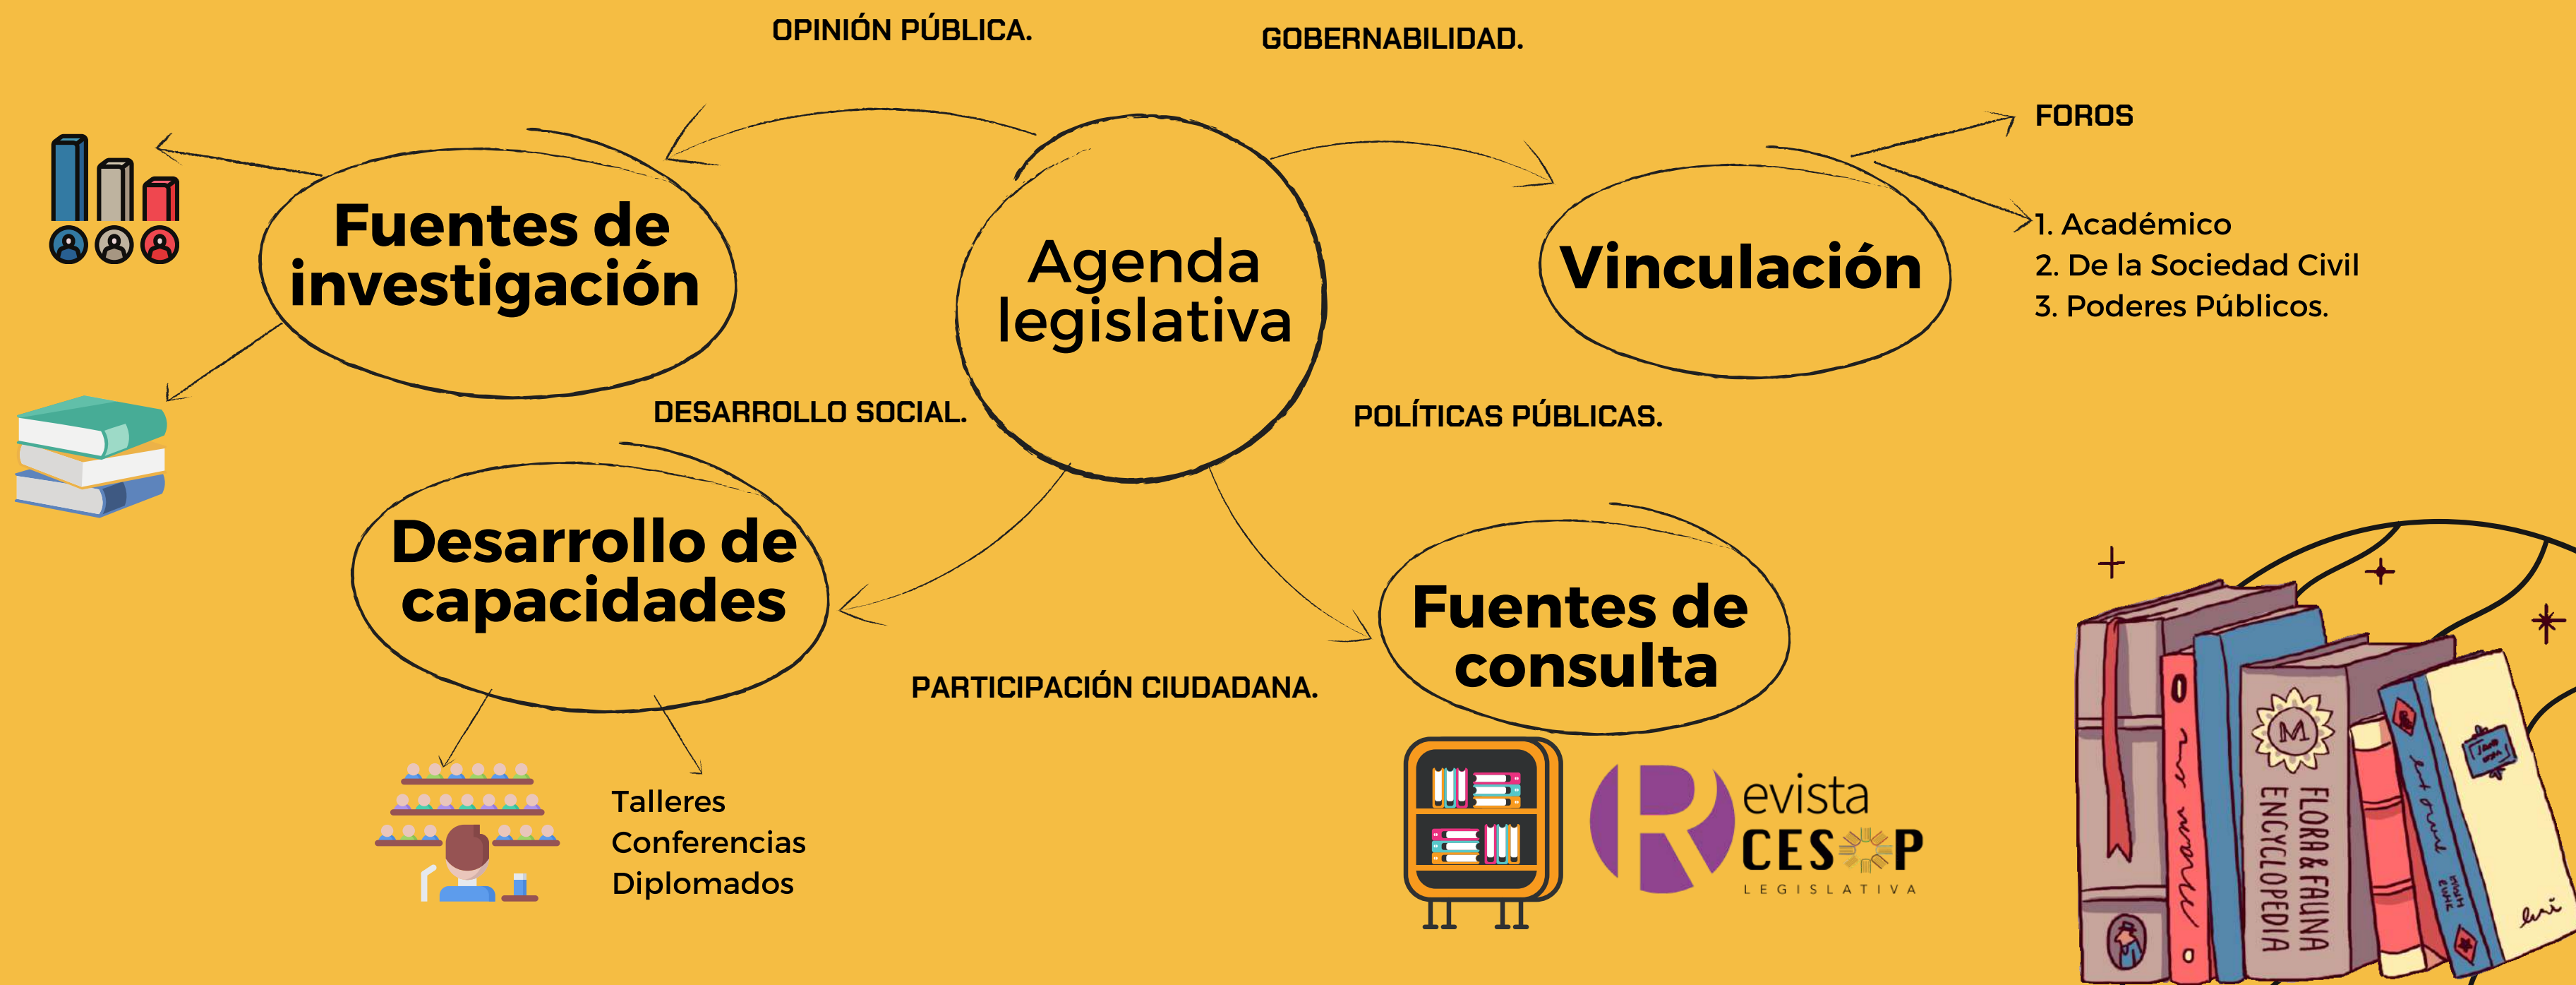 OPINIÓN PÚBLICA.
GOBERNABILIDAD.
FOROS
Fuentes de
investigación
Agenda
legislativa
Vinculación
1. Académico
2. De la Sociedad Civil
3. Poderes Públicos.
DESARROLLO SOCIAL.
POLÍTICAS PÚBLICAS.
Desarrollo de
capacidades
Fuentes de
consulta
PARTICIPACIÓN CIUDADANA.
Talleres
Conferencias
Diplomados
Revista
CESOP
LEGISLATIVA
M
FLORA & FAUNA
ENCYCLOPEDIA